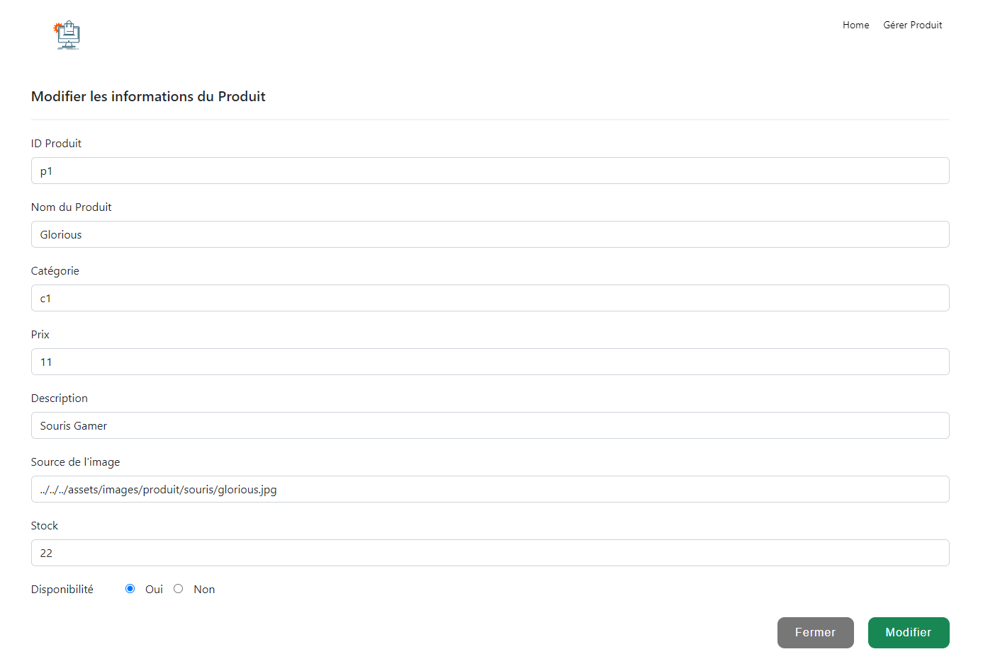 Home Gérer Produit
Modifier les informations du Produit
ID Produit
p1
Nom du Produit
Glorious
Catégorie
c1
Prix
11
Description
Souris Gamer
Source de l'image
../../../assets/images/produit/souris/glorious.jpg
Stock
22
Disponibilité Oui Non
Fermer Modifier